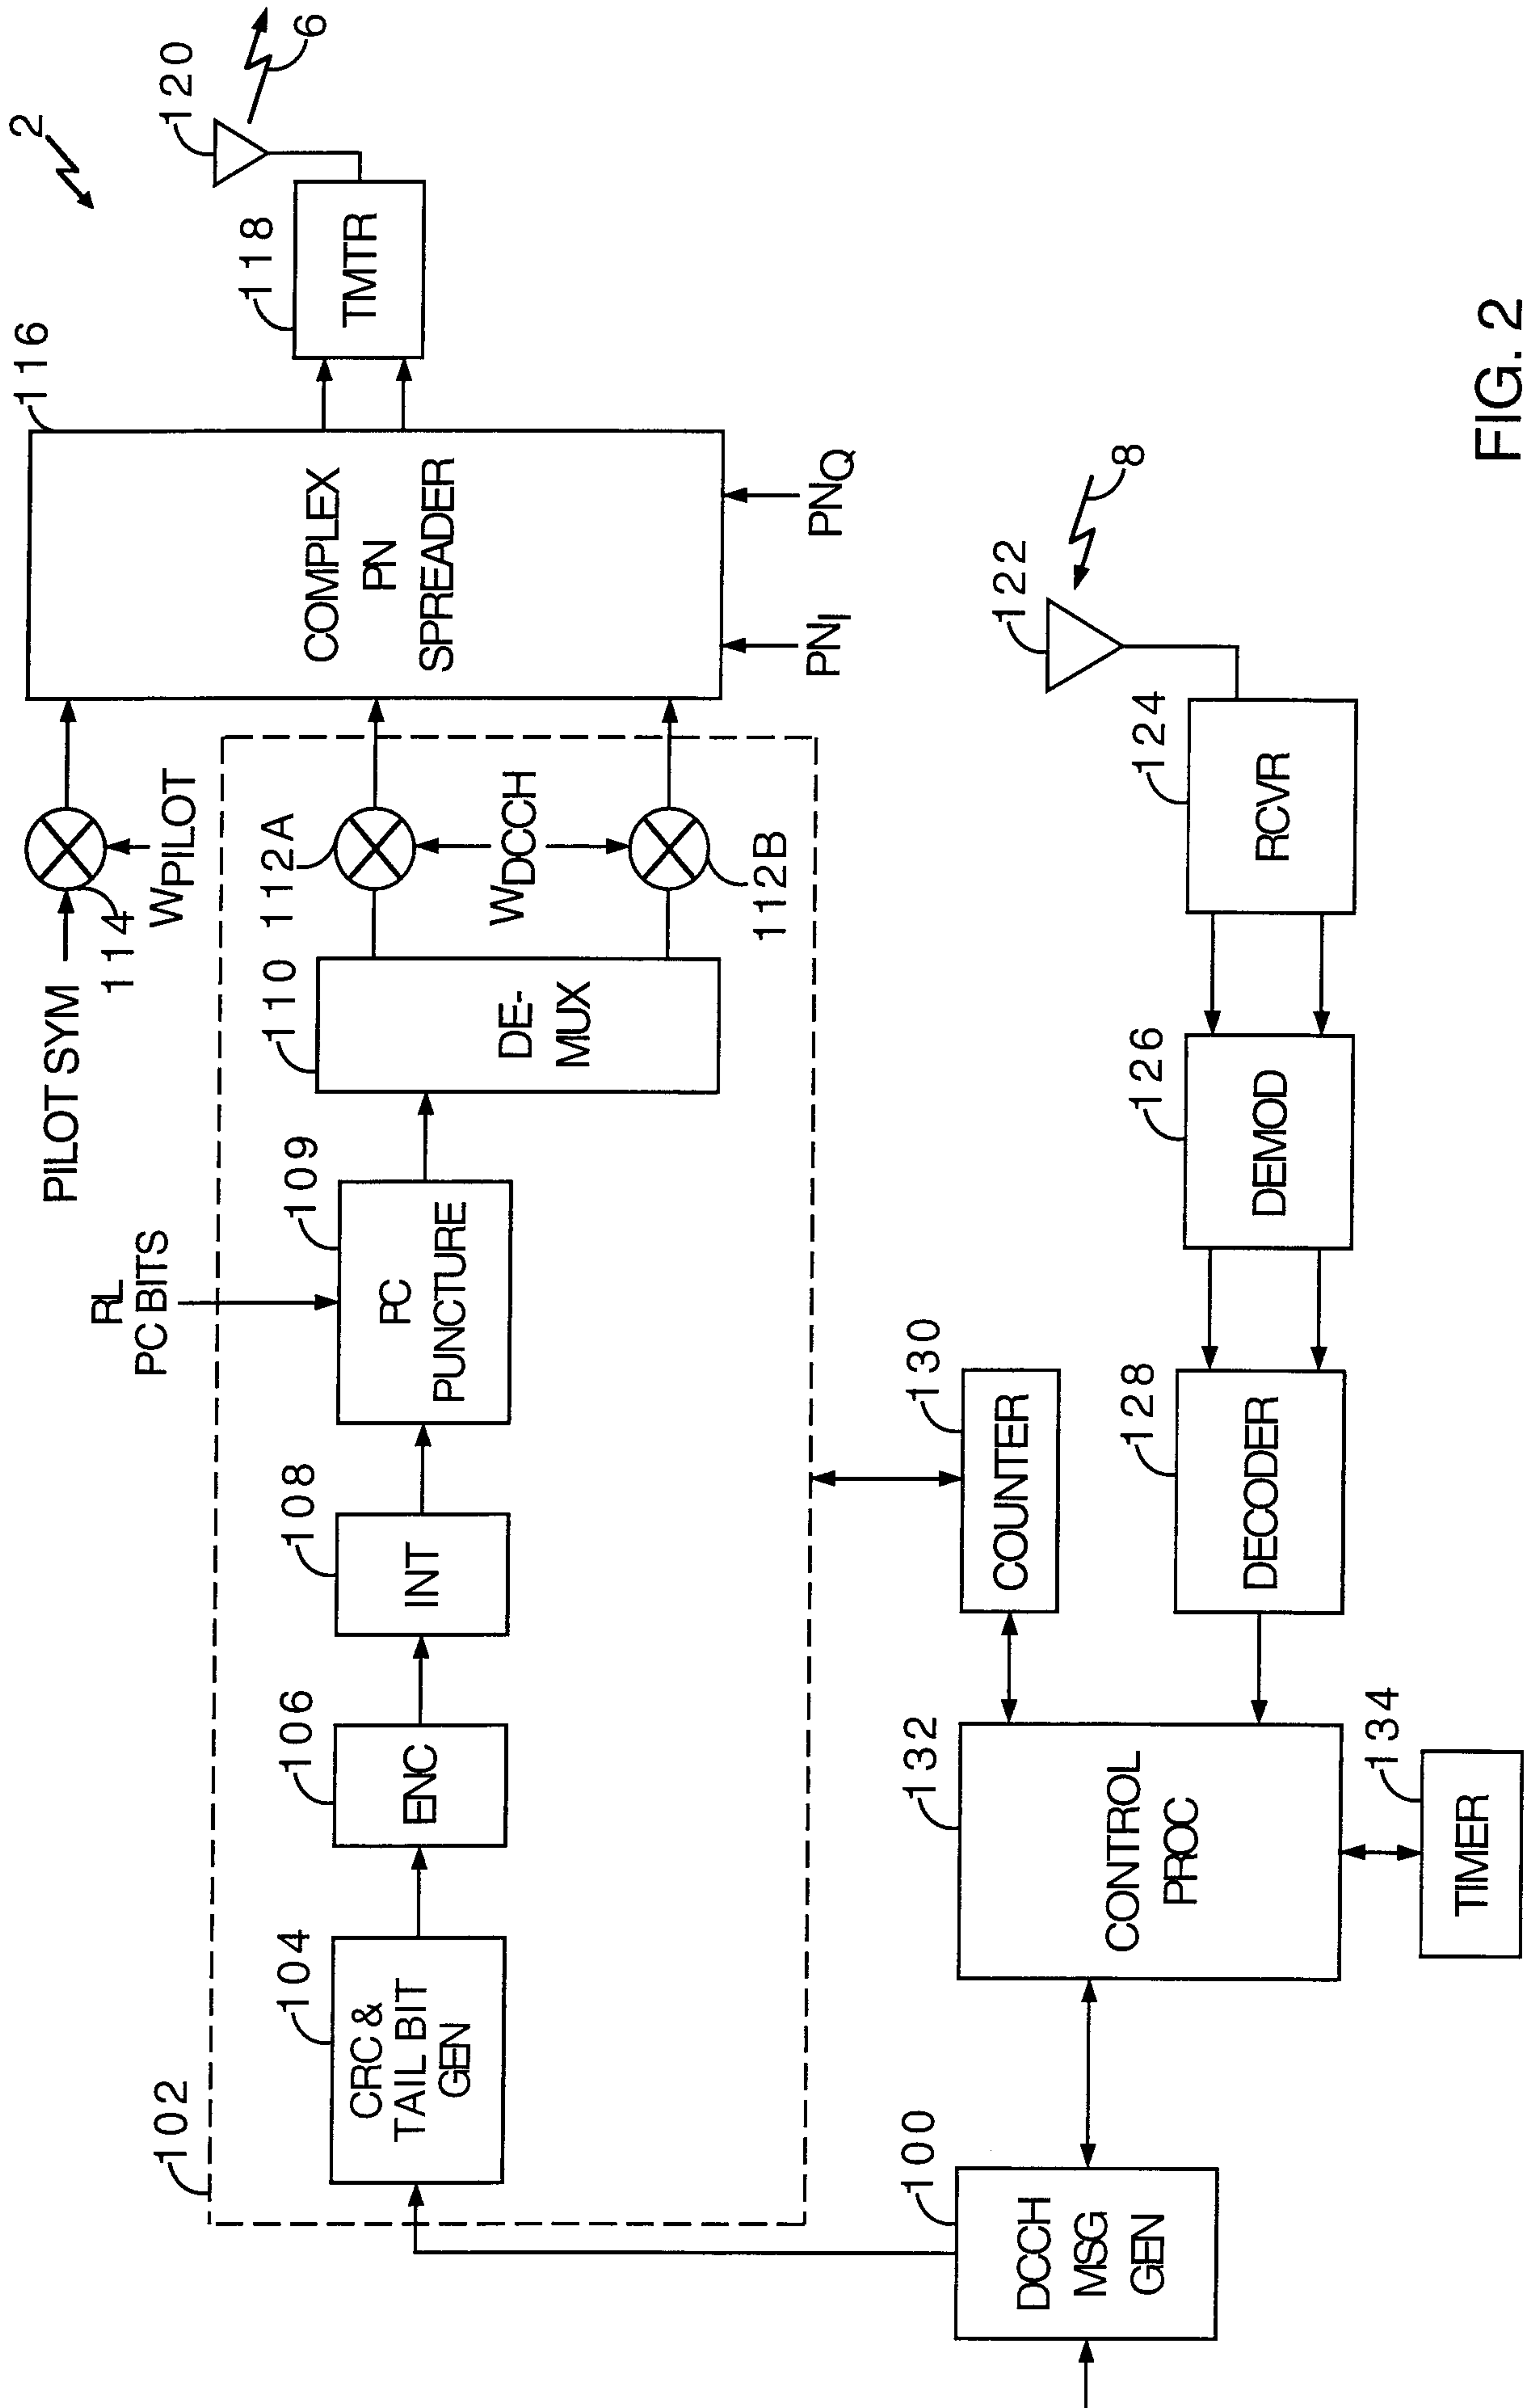 2
120
6
116
118
TMTR
COMPLEX
PN
SPREADER
PNI
PNQ
PILOT SYM
114
WPILOT
RL
PC BITS
102
104
CRC &
TAIL BIT
GEN
106
ENC
108
INT
109
PC
PUNCTURE
110
DE-
MUX
112A
WDCCH
112B
100
DCCH
MSG
GEN
132
CONTROL
PROC
130
COUNTER
134
TIMER
128
DECODER
126
DEMOD
124
RCVR
122
8
FIG. 2